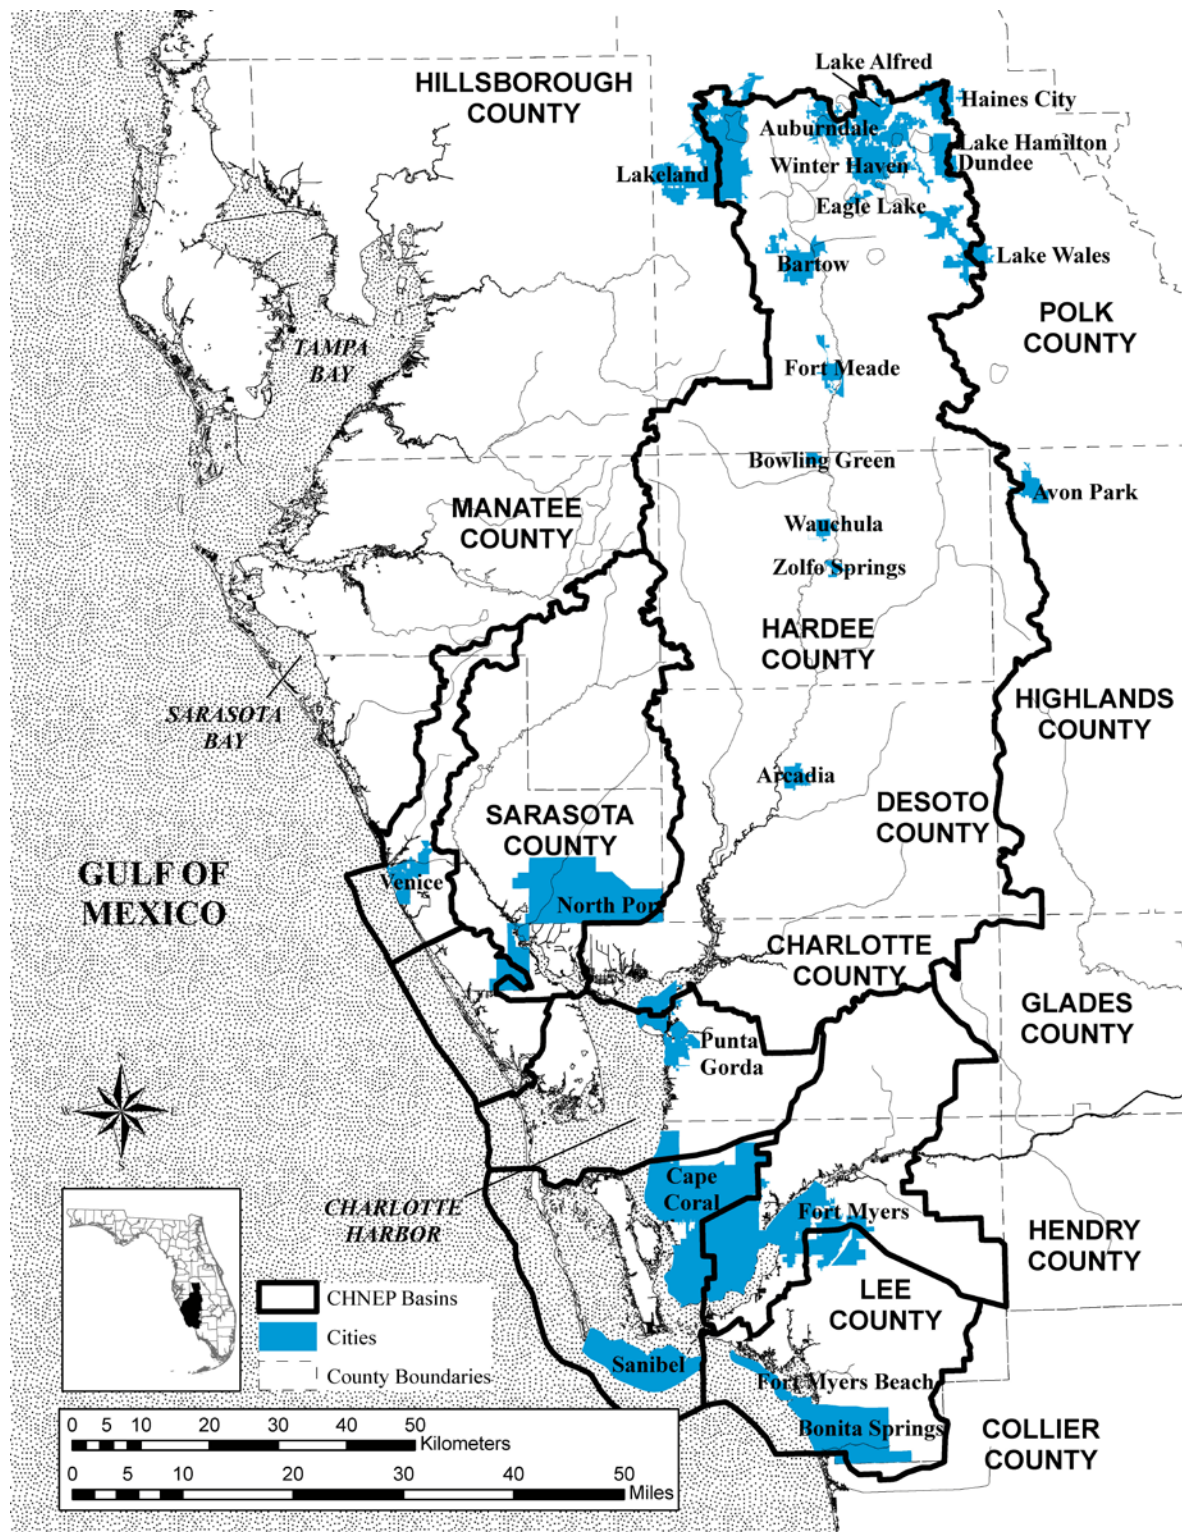 Lake Alfred
HILLSBOROUGH
COUNTY
Haines City
Auburndale
Lake Hamilton
Winter Haven
Dundee
Lakeland
Eagle Lake
Bartow
Lake Wales
POLK
COUNTY
TAMPA
BAY
Fort Meade
Bowling Green
Avon Park
MANATEE
COUNTY
Wauchula
Zolfo Springs
HARDEE
COUNTY
HIGHLANDS
COUNTY
SARASOTA
BAY
Arcadia
DESOTO
COUNTY
SARASOTA
COUNTY
GULF OF
MEXICO
Venice
North Por
CHARLOTTE
COUNTY
GLADES
COUNTY
Punta
Gorda
N
W
E
S
Cape
Coral
CHARLOTTE
HARBOR
Fort Myers
HENDRY
COUNTY
LEE
COUNTY
CHNEP Basins
Cities
County Boundaries
Sanibel
Fort Myers Beach
Bonita Springs
COLLIER
COUNTY
0 5 10 20 30 40 50
Kilometers
0 5 10 20 30 40 50
Miles